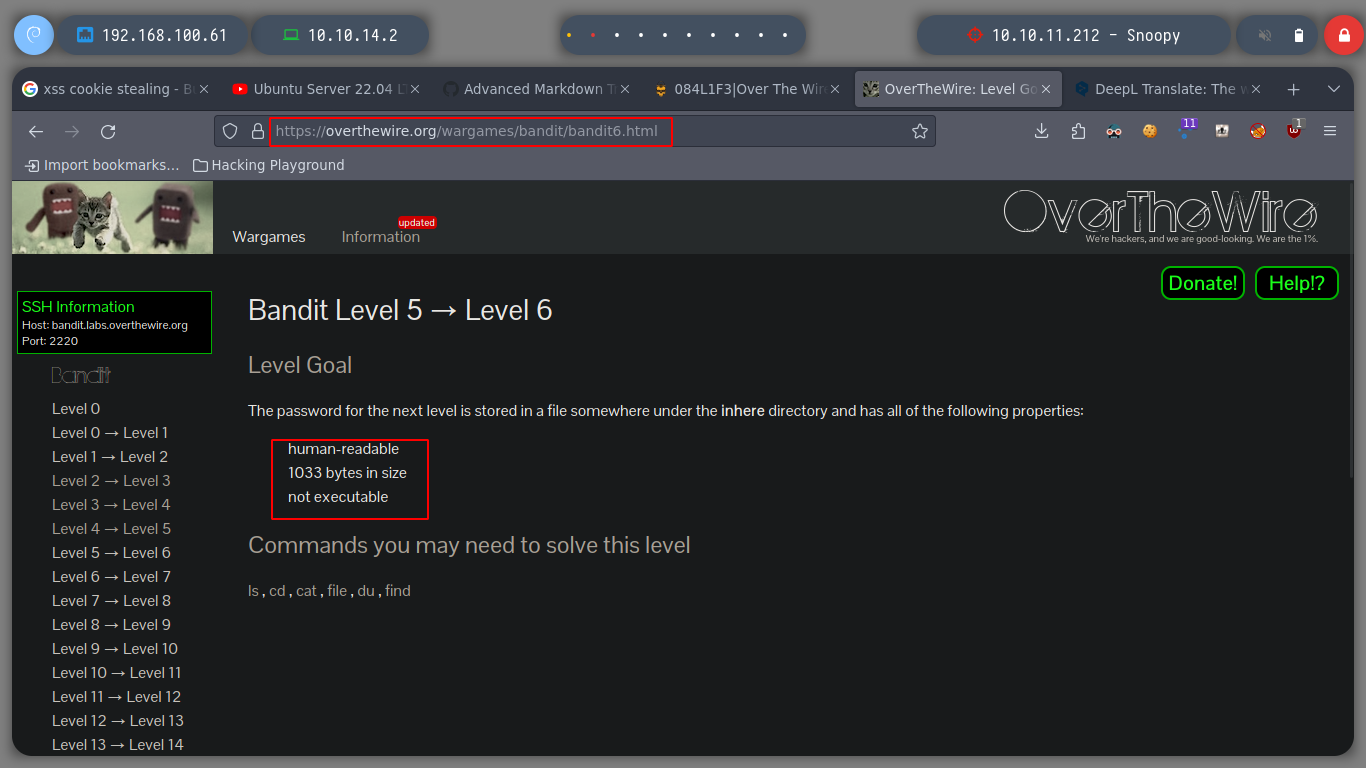 192.168.100.61
10.10.14.2
10.10.11.212 - Snoopy
xss cookie stealing - B
Ubuntu Server 22.04 LT
Advanced Markdown T
084L1F3|Over The Wir
OverTheWire: Level Go
DeepL Translate: The w
https://overthewire.org/wargames/bandit/bandit6.html
11
1
Import bookmarks...
Hacking Playground
Wargames
Information
updated
OverTheWire
We're hackers, and we are good-looking. We are the 1%.
Donate!
Help!?
SSH Information
Host: bandit.labs.overthewire.org
Port: 2220
Bandit
Level 0
Level 0 → Level 1
Level 1 → Level 2
Level 2 → Level 3
Level 3 → Level 4
Level 4 → Level 5
Level 5 → Level 6
Level 6 → Level 7
Level 7 → Level 8
Level 8 → Level 9
Level 9 → Level 10
Level 10 → Level 11
Level 11 → Level 12
Level 12 → Level 13
Level 13 → Level 14
Bandit Level 5 → Level 6
Level Goal
The password for the next level is stored in a file somewhere under the inhere directory and has all of the following properties:
human-readable
1033 bytes in size
not executable
Commands you may need to solve this level
ls , cd , cat , file , du , find